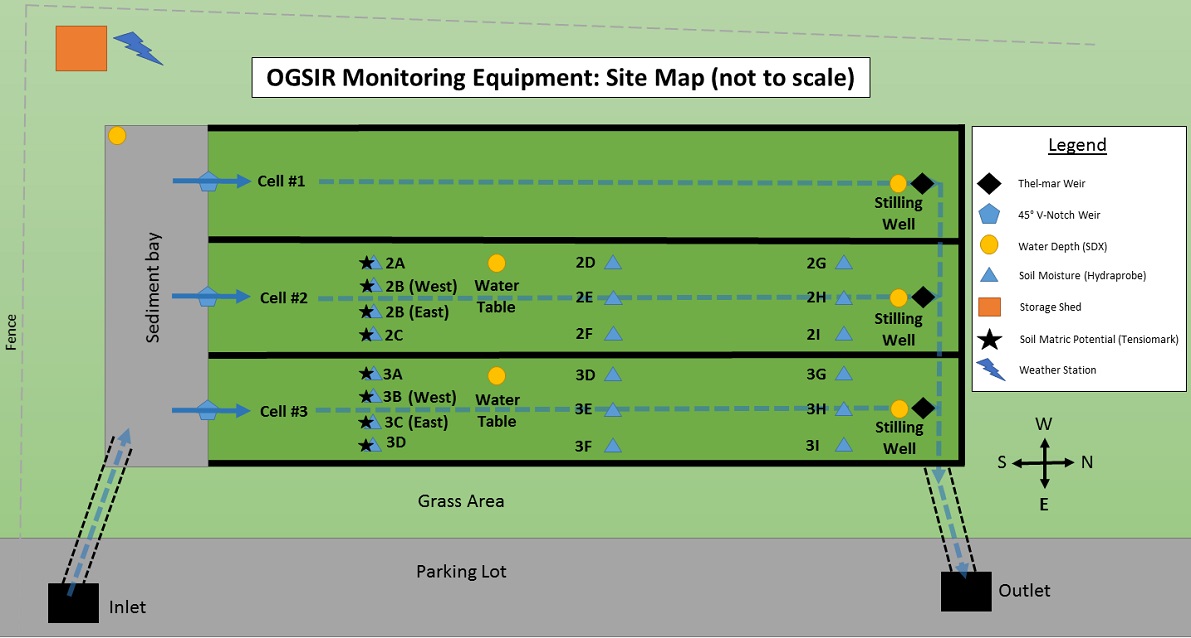 OGSIR Monitoring Equipment: Site Map (not to scale)
Fence
Sediment bay
Cell #1
Stilling
Well
Cell #2
2A
2B (West)
2B (East)
2C
Water
Table
2D
2E
2F
2G
2H
2I
Stilling
Well
Cell #3
3A
3B (West)
3C (East)
3D
Water
Table
3D
3E
3F
3G
3H
3I
Stilling
Well
Legend
Thel-mar Weir
45° V-Notch Weir
Water Depth (SDX)
Soil Moisture (Hydraprobe)
Storage Shed
Soil Matric Potential (Tensiomark)
Weather Station
W
S
N
E
Grass Area
Parking Lot
Inlet
Outlet